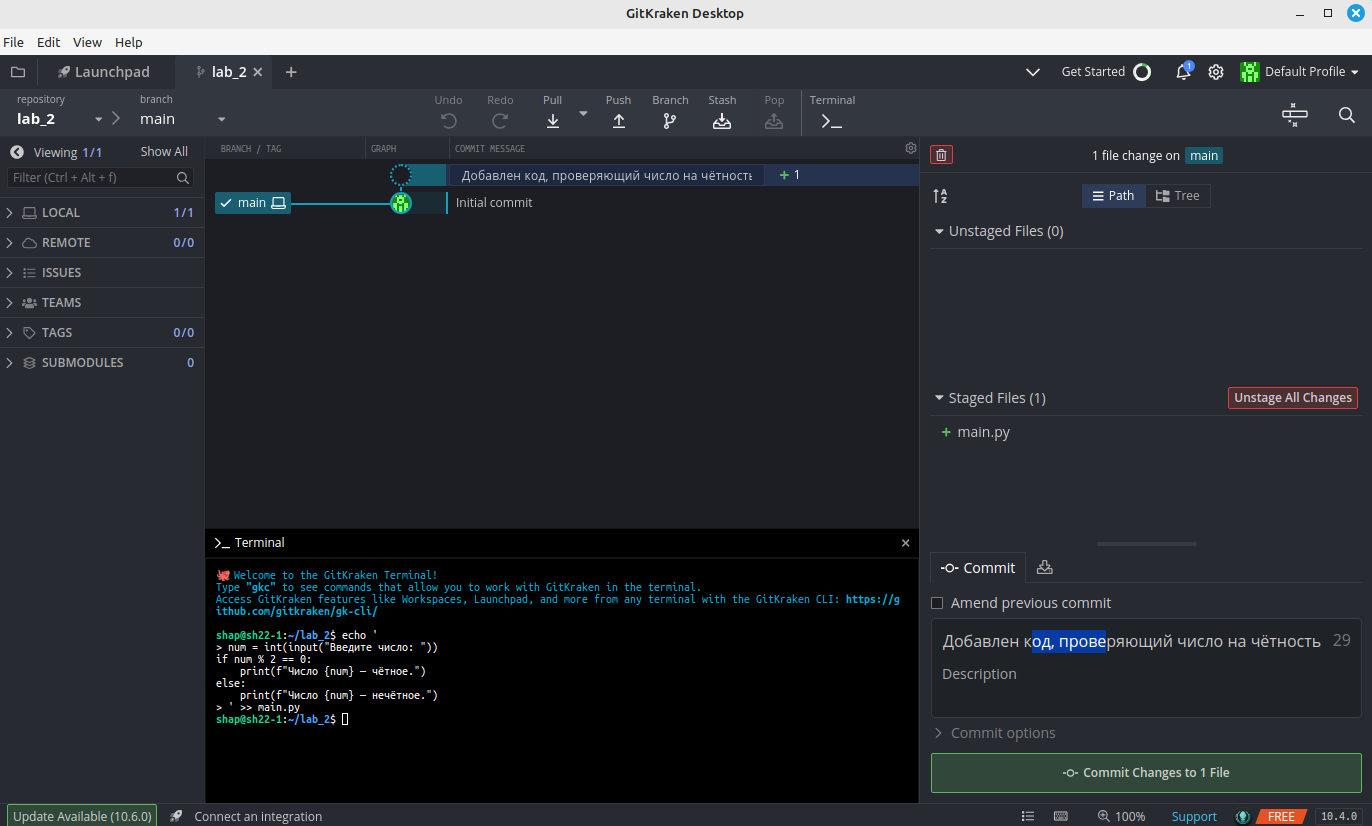 GitKraken Desktop
File Edit View Help
Launchpad lab_2 Get Started 1 Default Profile
repository branch Undo Redo Pull Push Branch Stash Pop Terminal
lab_2 main
Viewing 1/1 Show All BRANCH / TAG GRAPH COMMIT MESSAGE 1 file change on main
Filter (Ctrl + Alt + f) Добавлен код, проверяющий число на чётность + 1
main Initial commit
Path Tree
LOCAL 1/1
REMOTE 0/0
ISSUES
TEAMS
TAGS 0/0
SUBMODULES 0
Unstaged Files (0)
Staged Files (1) Unstage All Changes
+ main.py
Terminal
Welcome to the GitKraken Terminal!
Type "gkc" to see commands that allow you to work with GitKraken in the terminal.
Access GitKraken features like Workspaces, Launchpad, and more from any terminal with the GitKraken CLI: https://g
ithub.com/gitkraken/gk-cli/
shap@sh22-1:~/lab_2$ echo '
> num = int(input("Введите число: "))
if num % 2 == 0:
    print(f"Число {num} — чётное.")
else:
    print(f"Число {num} — нечётное.")
> ' >> main.py
shap@sh22-1:~/lab_2$
Commit
Amend previous commit
Добавлен код, проверяющий число на чётность 29
Description
Commit options
Commit Changes to 1 File
Update Available (10.6.0) Connect an integration 100% Support FREE 10.4.0